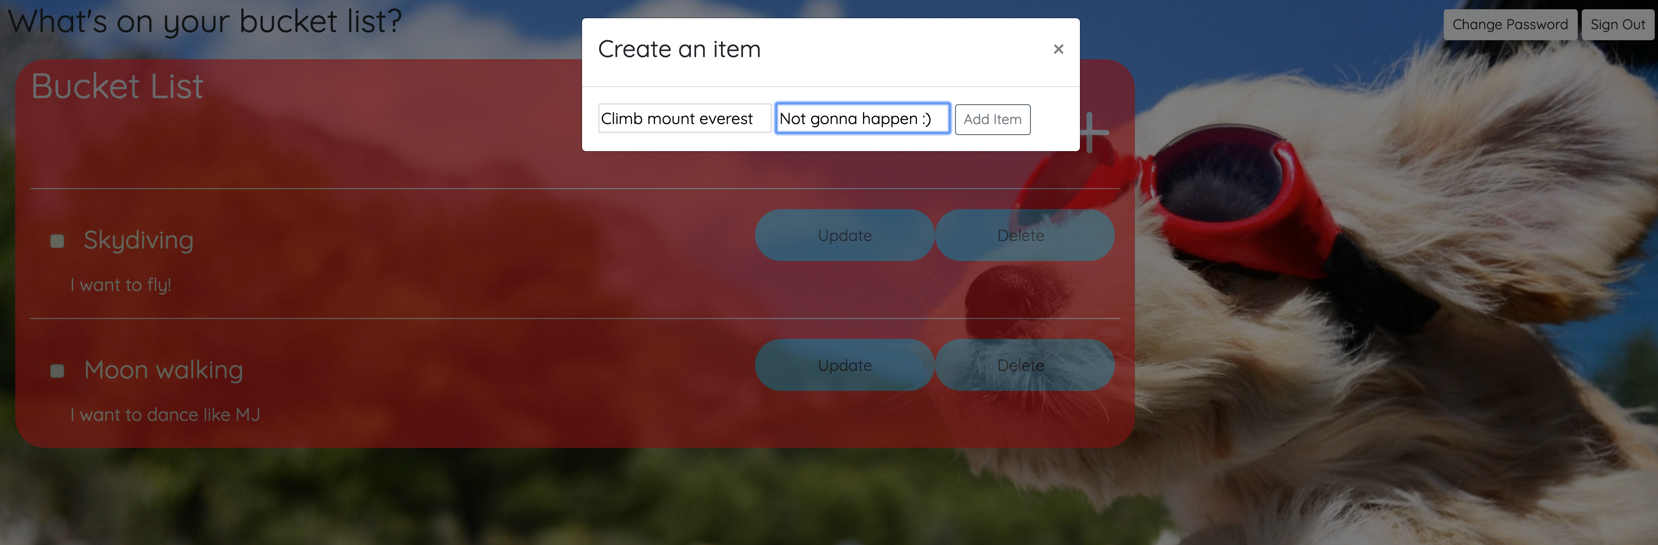 What's on your bucket list?
Change Password
Sign Out
Create an item
×
Climb mount everest
Not gonna happen :)
Add Item
Bucket List
+
Skydiving
Update
Delete
I want to fly!
Moon walking
Update
Delete
I want to dance like MJ